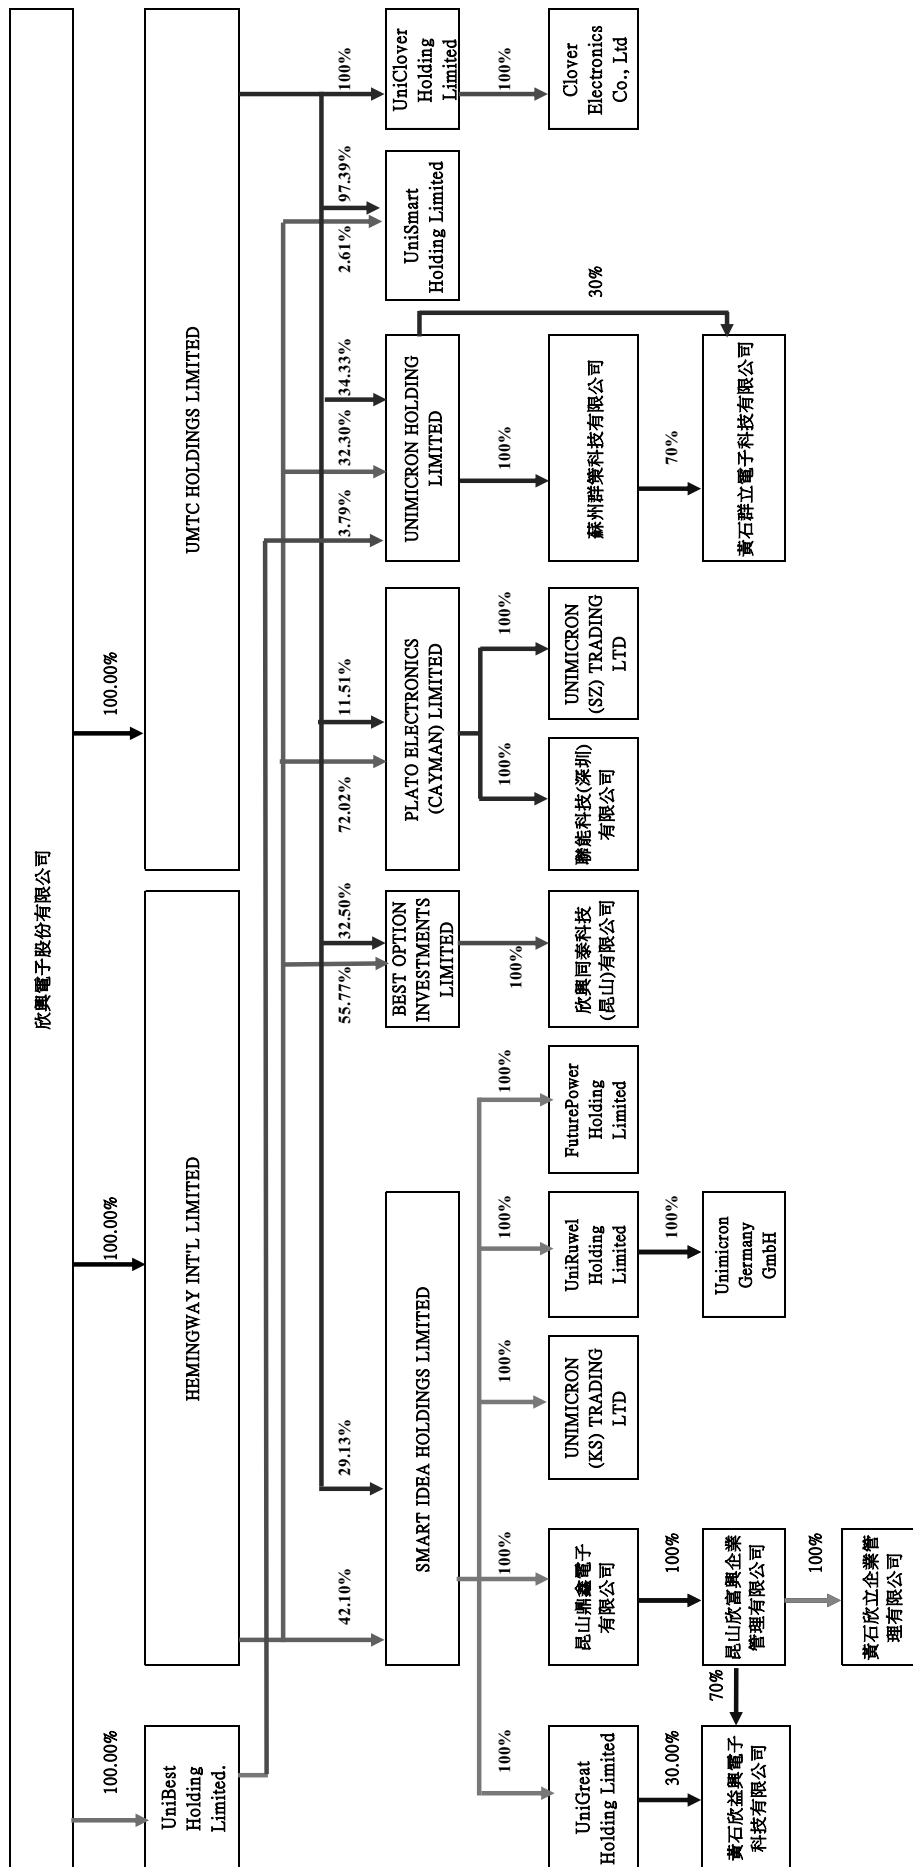 欣興電子股份有限公司
100.00%
100.00%
100.00%
UniBest
Holding
Limited.
HEMINGWAY INT'L LIMITED
UMTC HOLDINGS LIMITED
42.10%
29.13%
55.77%
32.50%
72.02%
11.51%
3.79%
32.30%
34.33%
2.61%
97.39%
100%
SMART IDEA HOLDINGS LIMITED
BEST OPTION
INVESTMENTS
LIMITED
PLATO ELECTRONICS
(CAYMAN) LIMITED
UNIMICRON HOLDING
LIMITED
UniSmart
Holding Limited
UniClover
Holding
Limited
100%
100%
100%
100%
100%
100%
100%
100%
100%
100%
UniGreat
Holding Limited
昆山鼎鑫電子
有限公司
UNIMICRON
(KS) TRADING
LTD
UniRuwel
Holding
Limited
FuturePower
Holding
Limited
欣興同泰科技
(昆山)有限公司
聯能科技(深圳)
有限公司
UNIMICRON
(SZ) TRADING
LTD
蘇州群策科技有限公司
Clover
Electronics
Co., Ltd
30.00%
70%
100%
100%
70%
30%
黃石欣益興電子
科技有限公司
昆山欣富興企業
管理有限公司
Unimicron
Germany
GmbH
黃石群立電子科技有限公司
100%
黃石欣立企業管
理有限公司